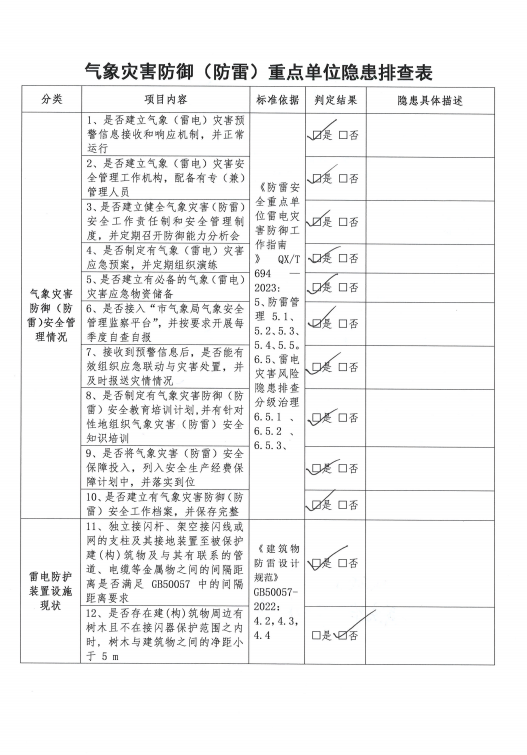 气象灾害防御（防雷）重点单位隐患排查表
分类 项目内容 标准依据 判定结果 隐患具体描述
气象灾害
防御（防
雷)安全管
理情况
1、是否建立气象（雷电）灾害预
警信息接收和响应机制，并正常
运行
☑是 □否
2、是否建立气象（雷电）灾害安
全管理工作机构，配备有专（兼）
管理人员
☑是 □否
3、是否建立健全气象灾害(防雷)
安全工作责任制和安全管理制
度，并定期召开防御能力分析会
☑是 □否
4、是否制定有气象（雷电）灾害
应急预案，并定期组织演练
☑是 □否
5、是否建立有必备的气象(雷电)
灾害应急物资储备
☑是 □否
6、是否接入“市气象局气象安全
管理监察平台”，并按要求开展每
季度自查自报
☑是 □否
7、接收到预警信息后，是否能有
效组织应急联动与灾害处置，并
及时报送灾情情况
☑是 □否
8、是否制定有气象灾害防御(防
雷）安全教育培训计划,并有针对
性地组织气象灾害（防雷）安全
知识培训
☑是 □否
9、是否将气象灾害（防雷）安全
保障投入，列入安全生产经费保
障计划中，并落实到位
☑是 □否
10、是否建立有气象灾害防御(防
雷）安全工作档案，并保存完整
☑是 □否
《防雷安
全重点单
位雷电灾
害防御工
作指南
》 QX/T
694 —
2023:
5、防雷管
理 5.1、
5.2、5.3、
5.4、5.5。
6.5、雷电
灾害风险
隐患排查
分级治理
6.5.1 、
6.5.2 、
6.5.3、
雷电防护
装置设施
现状
11、独立接闪杆、架空接闪线或
网的支柱及其接地装置至被保护
建(构)筑物及与其有联系的管
道、电缆等金属物之间的间隔距
离是否满足 GB50057 中的间隔
距离要求
☑是 □否
12、是否存在建(构)筑物周边有
树木且不在接闪器保护范围之内
时，树木与建筑物之间的净距小
于 5 m
□是 ☑否
《建筑物
防雷设计
规范》
GB50057-
2022:
4.2,4.3,
4.4